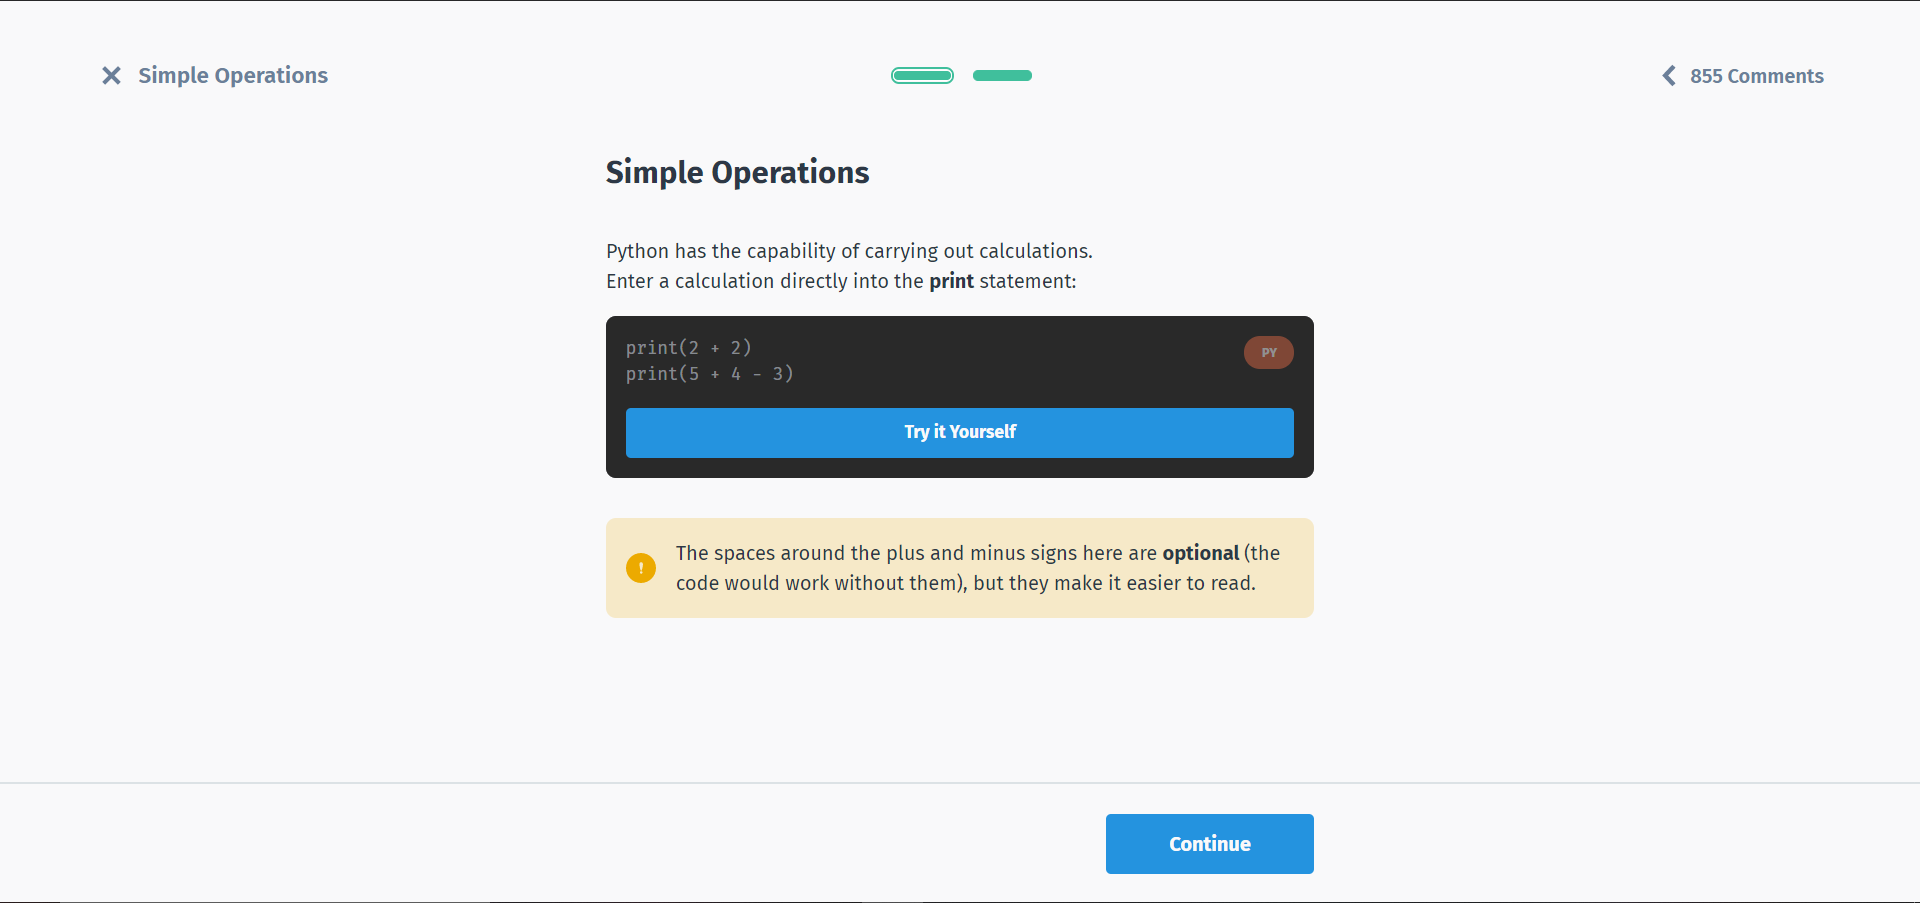 Simple Operations
855 Comments
Simple Operations
Python has the capability of carrying out calculations.
Enter a calculation directly into the print statement:
print(2 + 2)
PY
print(5 + 4 - 3)
Try it Yourself
!
The spaces around the plus and minus signs here are optional (the
code would work without them), but they make it easier to read.
Continue